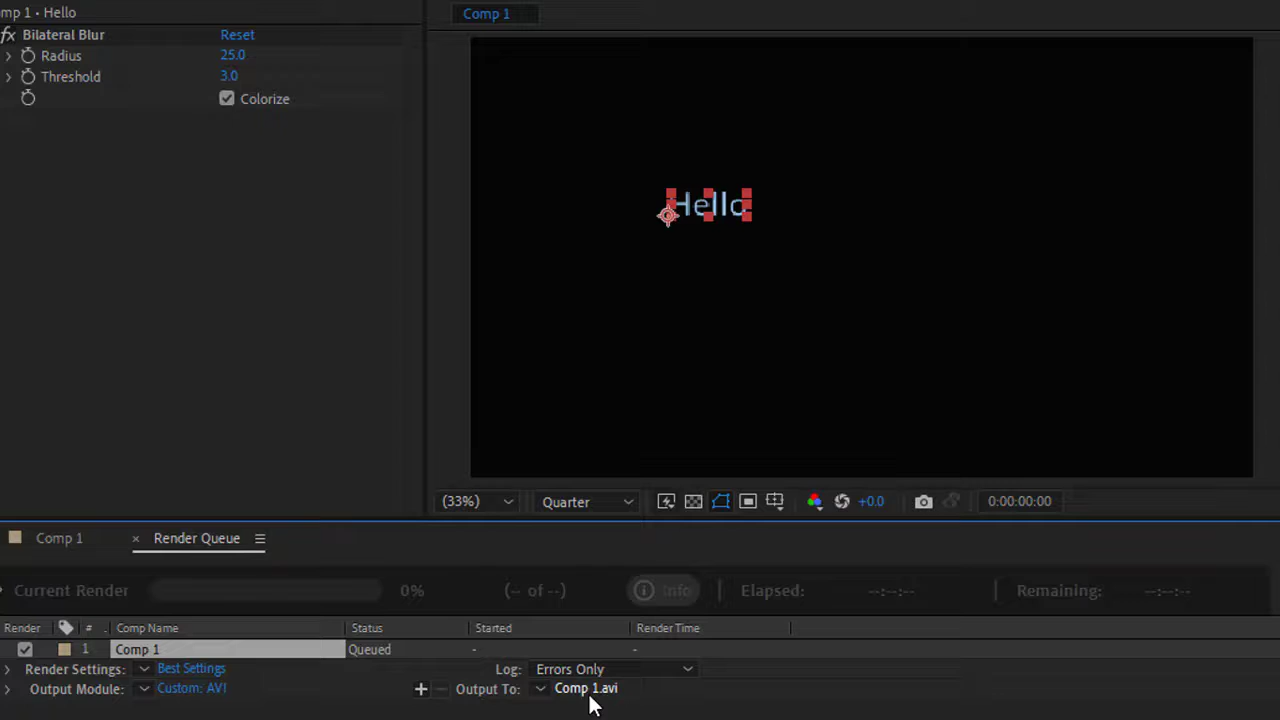 mp 1 • Hello
Comp 1
fx Bilateral Blur Reset
Radius 25.0
Threshold 3.0
Colorize
Hello
(33%) Quarter +0.0 0:00:00:00
Comp 1 × Render Queue
Current Render 0% (-- of --) Info Elapsed: --:--:-- Remaining: --:--:--
Render # .. Comp Name Status Started Render Time
1 Comp 1 Queued - -
Render Settings: Best Settings Log: Errors Only
Output Module: Custom: AVI + – Output To: Comp 1.avi